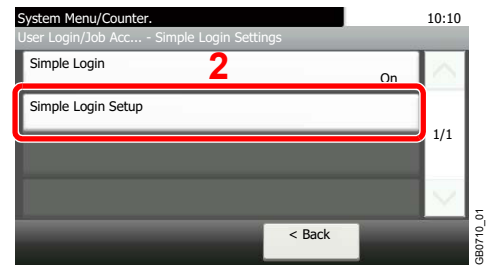 System Menu/Counter. 10:10
User Login/Job Acc... - Simple Login Settings
Simple Login 2 On
Simple Login Setup
1/1
< Back
GB0710_01